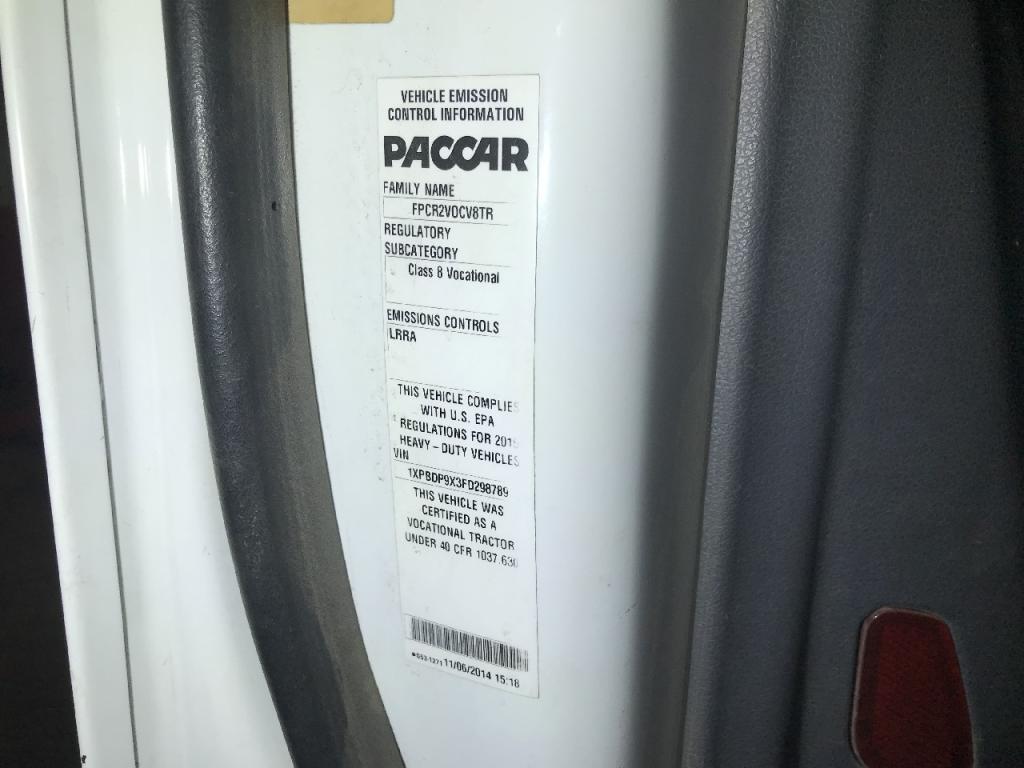 VEHICLE EMISSION
CONTROL INFORMATION
PACCAR
FAMILY NAME
FPCR2VOCV8TR
REGULATORY
SUBCATEGORY
Class 8 Vocational
EMISSIONS CONTROLS
LRRA
THIS VEHICLE COMPLIES
WITH U.S. EPA
REGULATIONS FOR 2015
HEAVY - DUTY VEHICLES
VIN
1XPBDP9X3FD298789
THIS VEHICLE WAS
CERTIFIED AS A
VOCATIONAL TRACTOR
UNDER 40 CFR 1037.630
11/06/2014 15:18